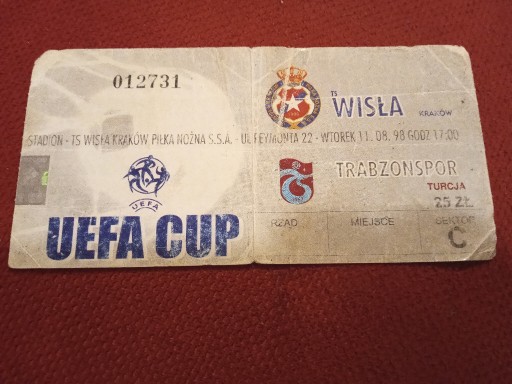 012731
TS
WISŁA
KRAKÓW
STADION - TS WISŁA KRAKÓW PIŁKA NOŻNA S.S.A. - UL. REYMONTA 22 - WTOREK 11. 08. 98 GODZ 17:00
TRABZONSPOR
TURCJA
25 ZŁ
UEFA
UEFA CUP
RZĄD
MIEJSCE
SEKTOR
C